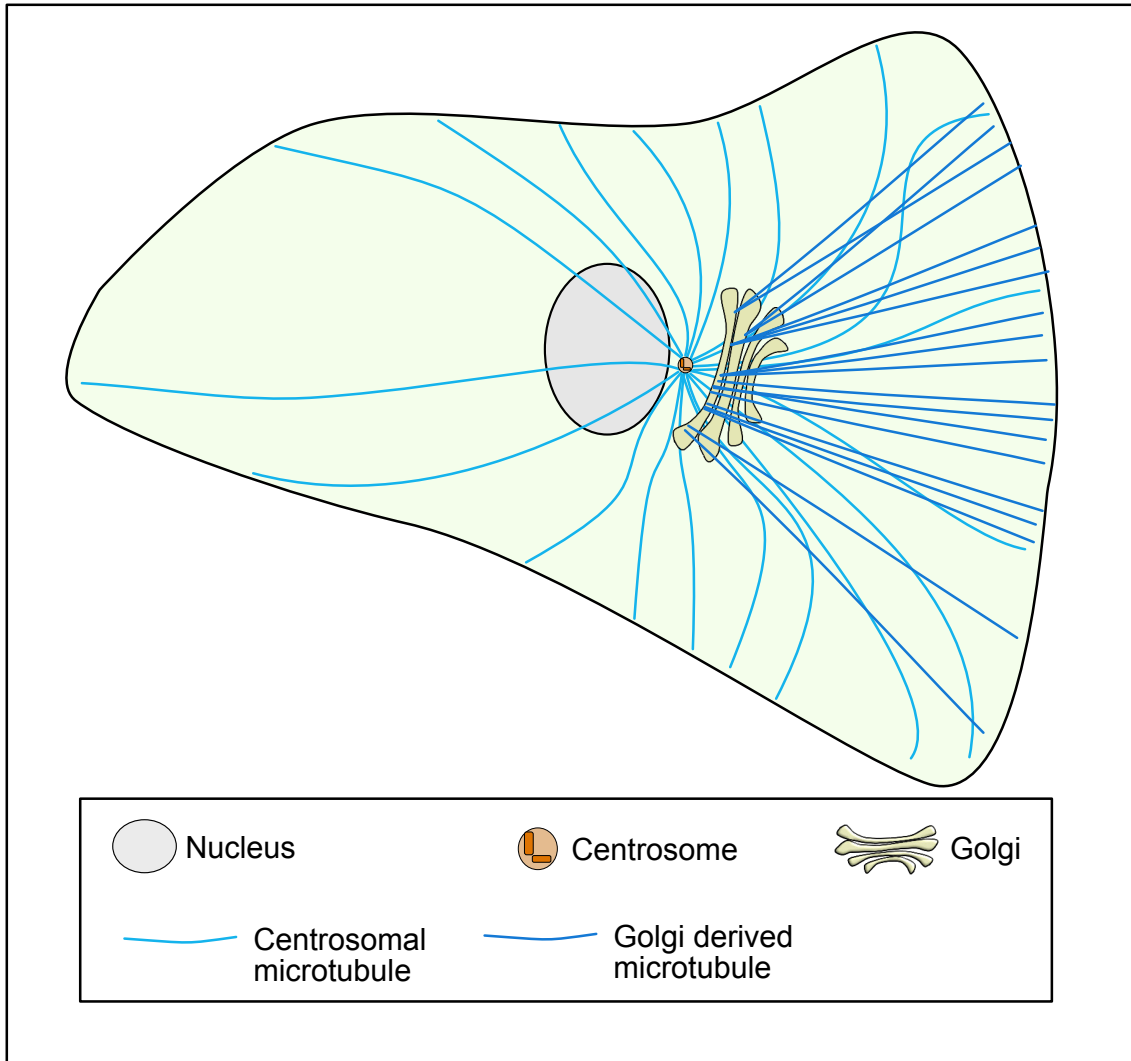 Nucleus
Centrosome
Golgi
Centrosomal
microtubule
Golgi derived
microtubule